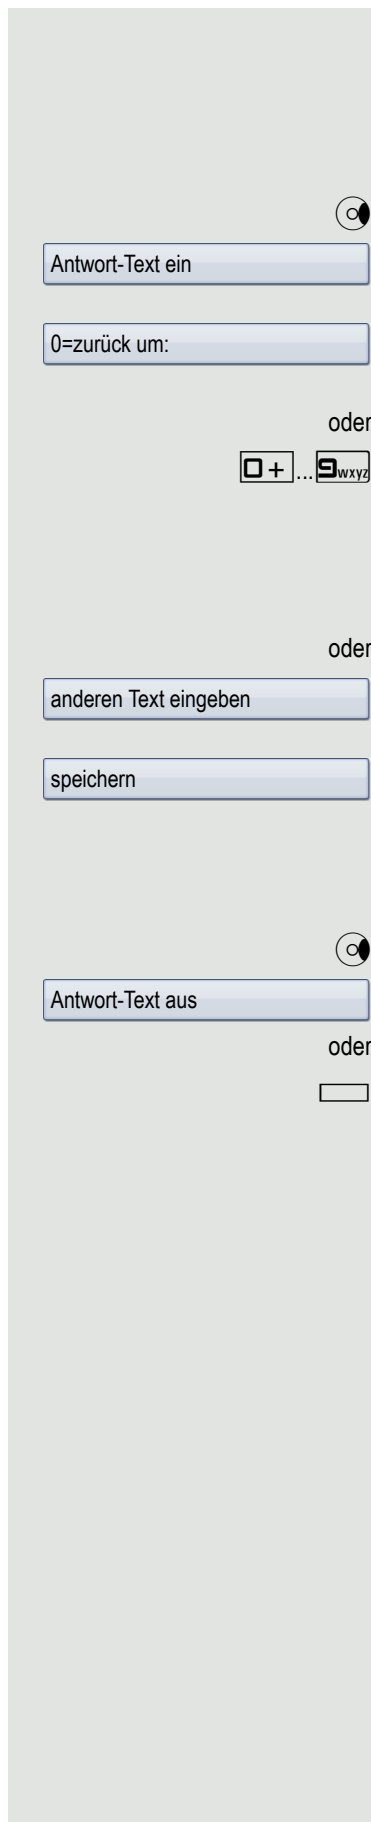 Antwort-Text ein
0=zurück um:
oder
0 + ... 9wxyz
oder
anderen Text eingeben
speichern
Antwort-Text aus
oder